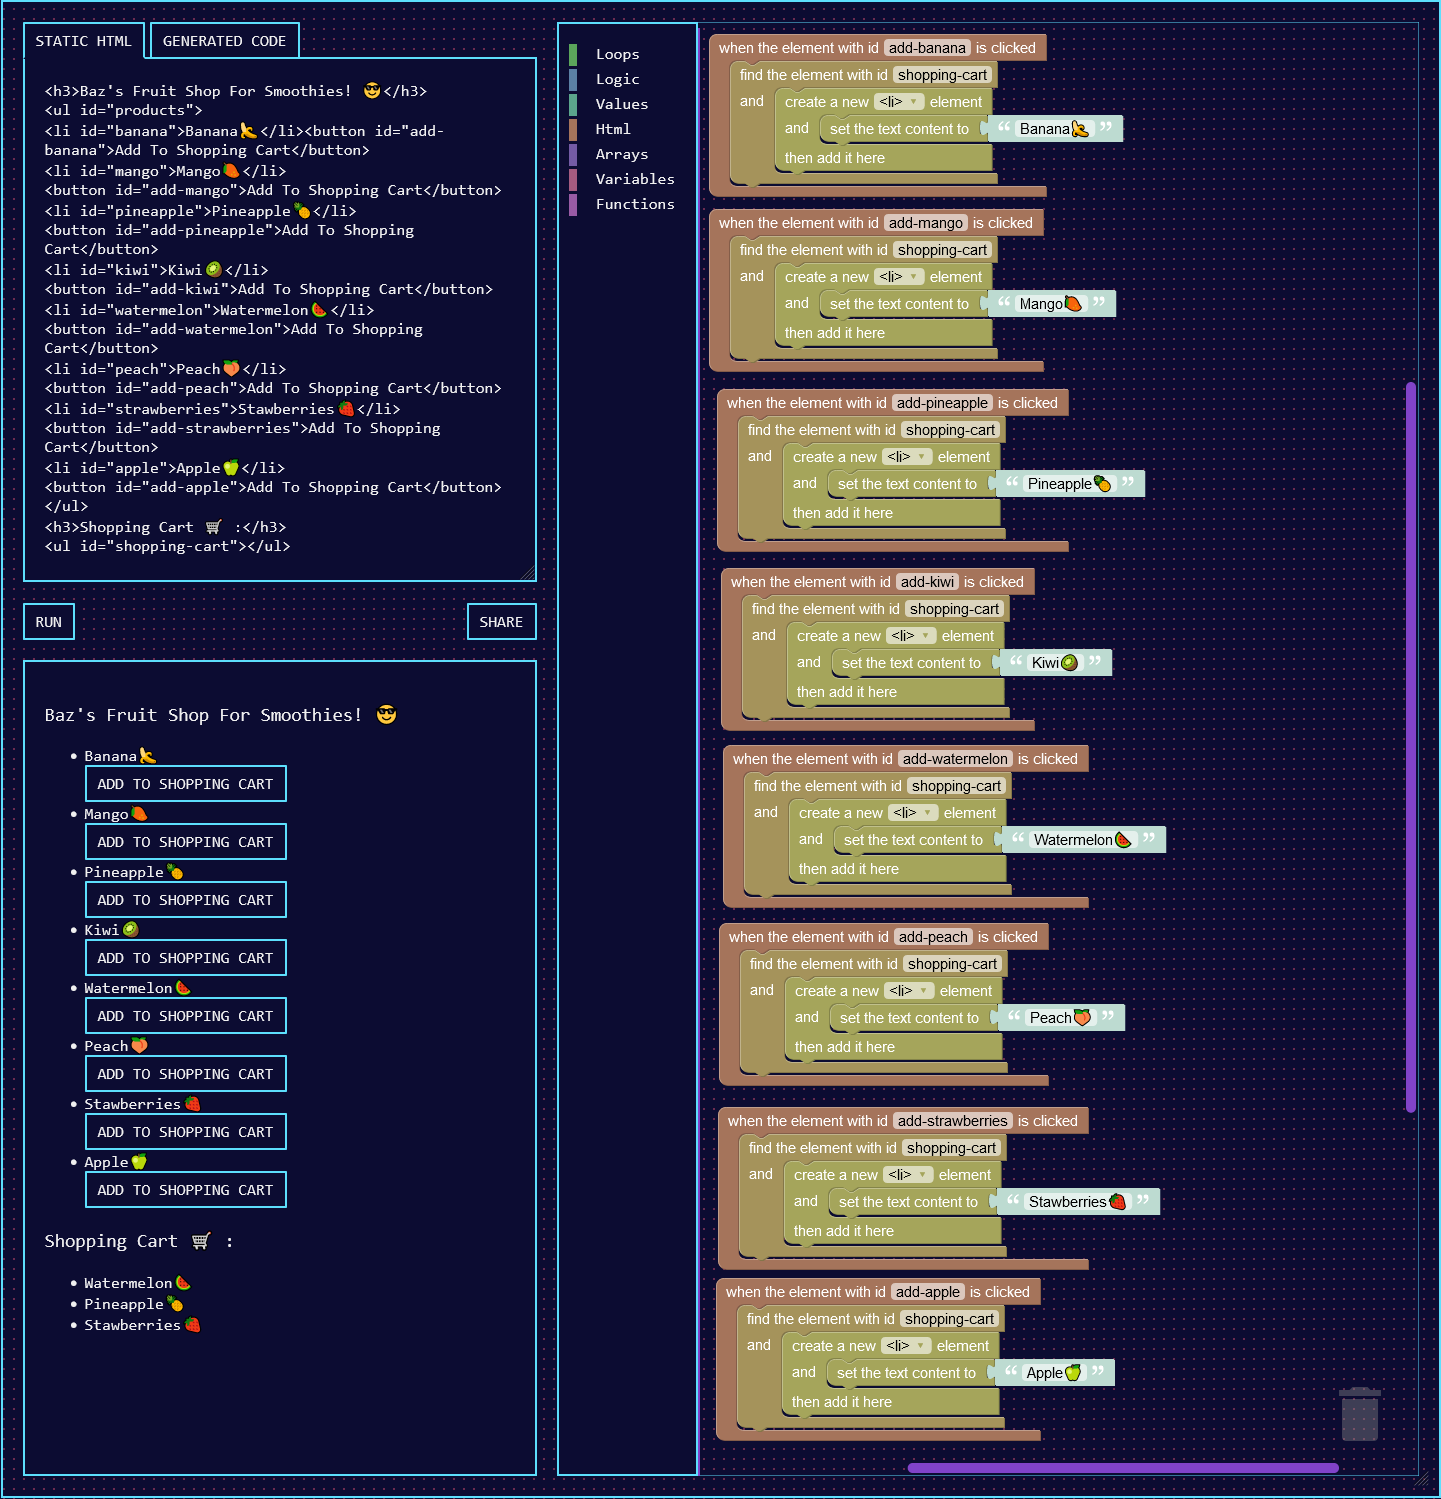 STATIC HTML
GENERATED CODE
<h3>Baz's Fruit Shop For Smoothies! 😎</h3>
<ul id="products">
<li id="banana">Banana🍌</li><button id="add-
banana">Add To Shopping Cart</button>
<li id="mango">Mango🥭</li>
<button id="add-mango">Add To Shopping Cart</button>
<li id="pineapple">Pineapple🍍</li>
<button id="add-pineapple">Add To Shopping
Cart</button>
<li id="kiwi">Kiwi🥝</li>
<button id="add-kiwi">Add To Shopping Cart</button>
<li id="watermelon">Watermelon🍉</li>
<button id="add-watermelon">Add To Shopping
Cart</button>
<li id="peach">Peach🍑</li>
<button id="add-peach">Add To Shopping Cart</button>
<li id="strawberries">Stawberries🍓</li>
<button id="add-strawberries">Add To Shopping
Cart</button>
<li id="apple">Apple🍏</li>
<button id="add-apple">Add To Shopping Cart</button>
</ul>
<h3>Shopping Cart 🛒 :</h3>
<ul id="shopping-cart"></ul>
RUN
SHARE
Baz's Fruit Shop For Smoothies! 😎
• Banana🍌
ADD TO SHOPPING CART
• Mango🥭
ADD TO SHOPPING CART
• Pineapple🍍
ADD TO SHOPPING CART
• Kiwi🥝
ADD TO SHOPPING CART
• Watermelon🍉
ADD TO SHOPPING CART
• Peach🍑
ADD TO SHOPPING CART
• Stawberries🍓
ADD TO SHOPPING CART
• Apple🍏
ADD TO SHOPPING CART
Shopping Cart 🛒 :
• Watermelon🍉
• Pineapple🍍
• Stawberries🍓
Loops
Logic
Values
Html
Arrays
Variables
Functions
when the element with id add-banana is clicked
find the element with id shopping-cart
and create a new <li> ▼ element
and set the text content to “ Banana🍌 ”
then add it here
when the element with id add-mango is clicked
find the element with id shopping-cart
and create a new <li> ▼ element
and set the text content to “ Mango🥭 ”
then add it here
when the element with id add-pineapple is clicked
find the element with id shopping-cart
and create a new <li> ▼ element
and set the text content to “ Pineapple🍍 ”
then add it here
when the element with id add-kiwi is clicked
find the element with id shopping-cart
and create a new <li> ▼ element
and set the text content to “ Kiwi🥝 ”
then add it here
when the element with id add-watermelon is clicked
find the element with id shopping-cart
and create a new <li> ▼ element
and set the text content to “ Watermelon🍉 ”
then add it here
when the element with id add-peach is clicked
find the element with id shopping-cart
and create a new <li> ▼ element
and set the text content to “ Peach🍑 ”
then add it here
when the element with id add-strawberries is clicked
find the element with id shopping-cart
and create a new <li> ▼ element
and set the text content to “ Stawberries🍓 ”
then add it here
when the element with id add-apple is clicked
find the element with id shopping-cart
and create a new <li> ▼ element
and set the text content to “ Apple🍏 ”
then add it here